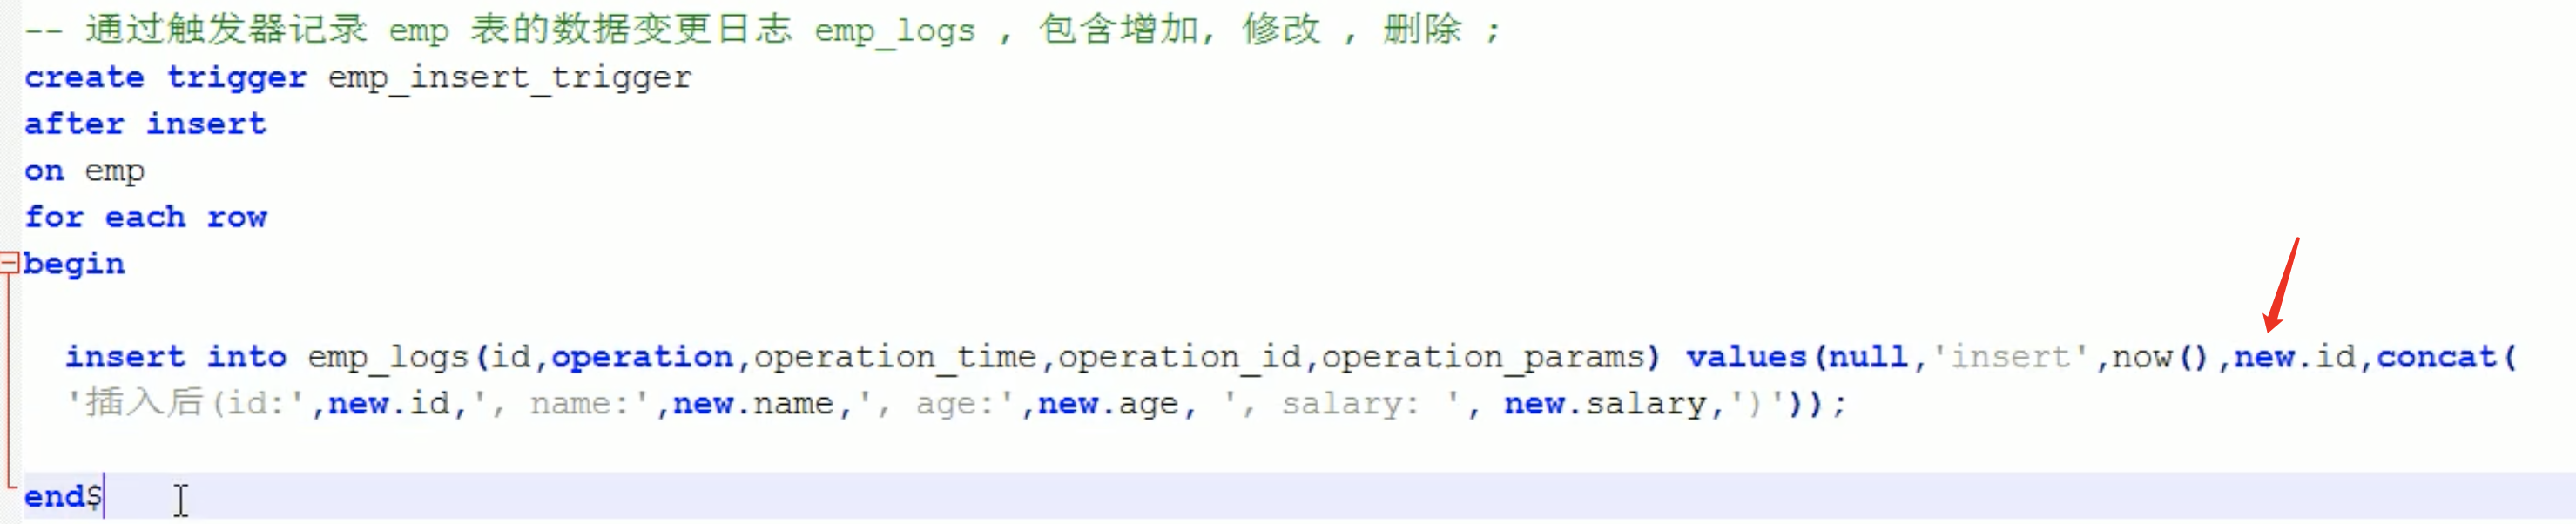 -- 通过触发器记录 emp 表的数据变更日志 emp_logs , 包含增加, 修改 , 删除 ;
create trigger emp_insert_trigger
after insert
on emp
for each row
begin
insert into emp_logs(id,operation,operation_time,operation_id,operation_params) values(null,'insert',now(),new.id,concat(
'插入后(id:',new.id,', name:',new.name,', age:',new.age, ', salary: ', new.salary,')'));
end$